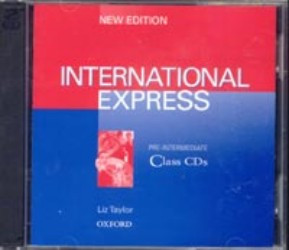 NEW EDITION
INTERNATIONAL
EXPRESS
PRE-INTERMEDIATE
Class CDs
Liz Taylor
OXFORD